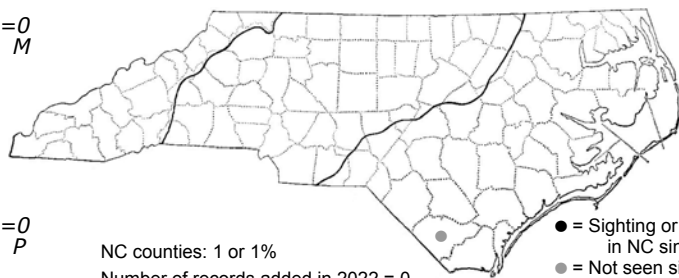 =0
M
=0
P
NC counties: 1 or 1%
Number of records added in 2022 = 0
● = Sighting or
in NC sin
● = Not seen si